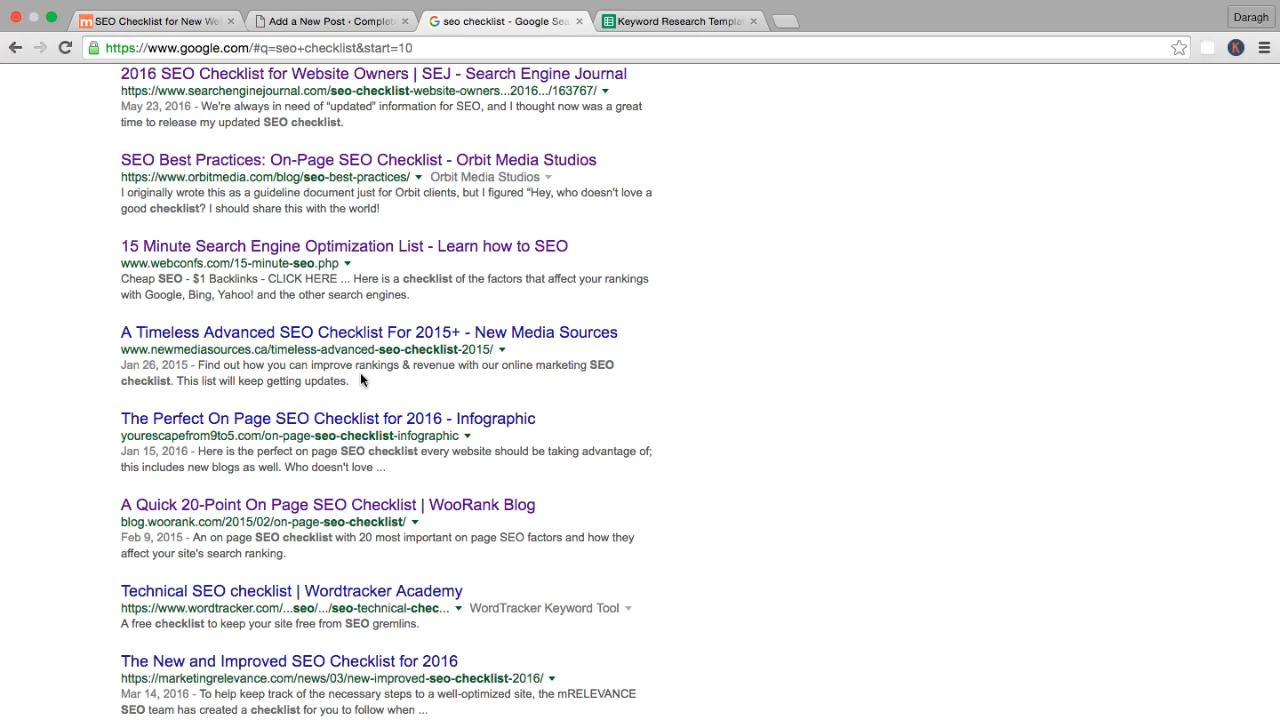 SEO Checklist for New We
Add a New Post ‹ Complet
seo checklist - Google Sea
Keyword Research Templat
Daragh
https://www.google.com/#q=seo+checklist&start=10
K
2016 SEO Checklist for Website Owners | SEJ - Search Engine Journal
https://www.searchenginejournal.com/seo-checklist-website-owners...2016.../163767/
May 23, 2016 - We're always in need of “updated” information for SEO, and I thought now was a great
time to release my updated SEO checklist.
SEO Best Practices: On-Page SEO Checklist - Orbit Media Studios
https://www.orbitmedia.com/blog/seo-best-practices/ Orbit Media Studios
I originally wrote this as a guideline document just for Orbit clients, but I figured “Hey, who doesn't love a
good checklist? I should share this with the world!
15 Minute Search Engine Optimization List - Learn how to SEO
www.webconfs.com/15-minute-seo.php
Cheap SEO - $1 Backlinks - CLICK HERE ... Here is a checklist of the factors that affect your rankings
with Google, Bing, Yahoo! and the other search engines.
A Timeless Advanced SEO Checklist For 2015+ - New Media Sources
www.newmediasources.ca/timeless-advanced-seo-checklist-2015/
Jan 26, 2015 - Find out how you can improve rankings & revenue with our online marketing SEO
checklist. This list will keep getting updates.
The Perfect On Page SEO Checklist for 2016 - Infographic
yourescapefrom9to5.com/on-page-seo-checklist-infographic
Jan 15, 2016 - Here is the perfect on page SEO checklist every website should be taking advantage of;
this includes new blogs as well. Who doesn't love ...
A Quick 20-Point On Page SEO Checklist | WooRank Blog
blog.woorank.com/2015/02/on-page-seo-checklist/
Feb 9, 2015 - An on page SEO checklist with 20 most important on page SEO factors and how they
affect your site's search ranking.
Technical SEO checklist | Wordtracker Academy
https://www.wordtracker.com/...seo/.../seo-technical-chec... WordTracker Keyword Tool
A free checklist to keep your site free from SEO gremlins.
The New and Improved SEO Checklist for 2016
https://marketingrelevance.com/news/03/new-improved-seo-checklist-2016/
Mar 14, 2016 - To help keep track of the necessary steps to a well-optimized site, the mRELEVANCE
SEO team has created a checklist for you to follow when ...